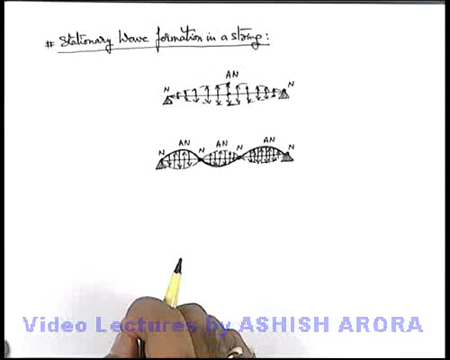 # Stationary Wave formation in a string:
AN
N N
AN AN AN
N N N N
Video Lectures by ASHISH ARORA